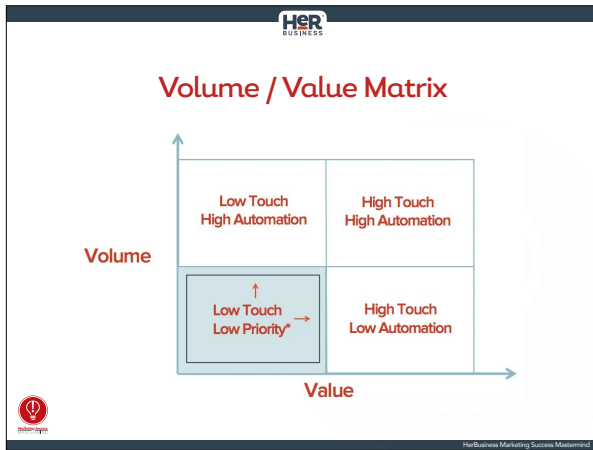 HER
BUSINESS
Volume / Value Matrix
Low Touch
High Automation
High Touch
High Automation
Volume
Low Touch
Low Priority*
High Touch
Low Automation
Value
HerBusiness Marketing Success Mastermind